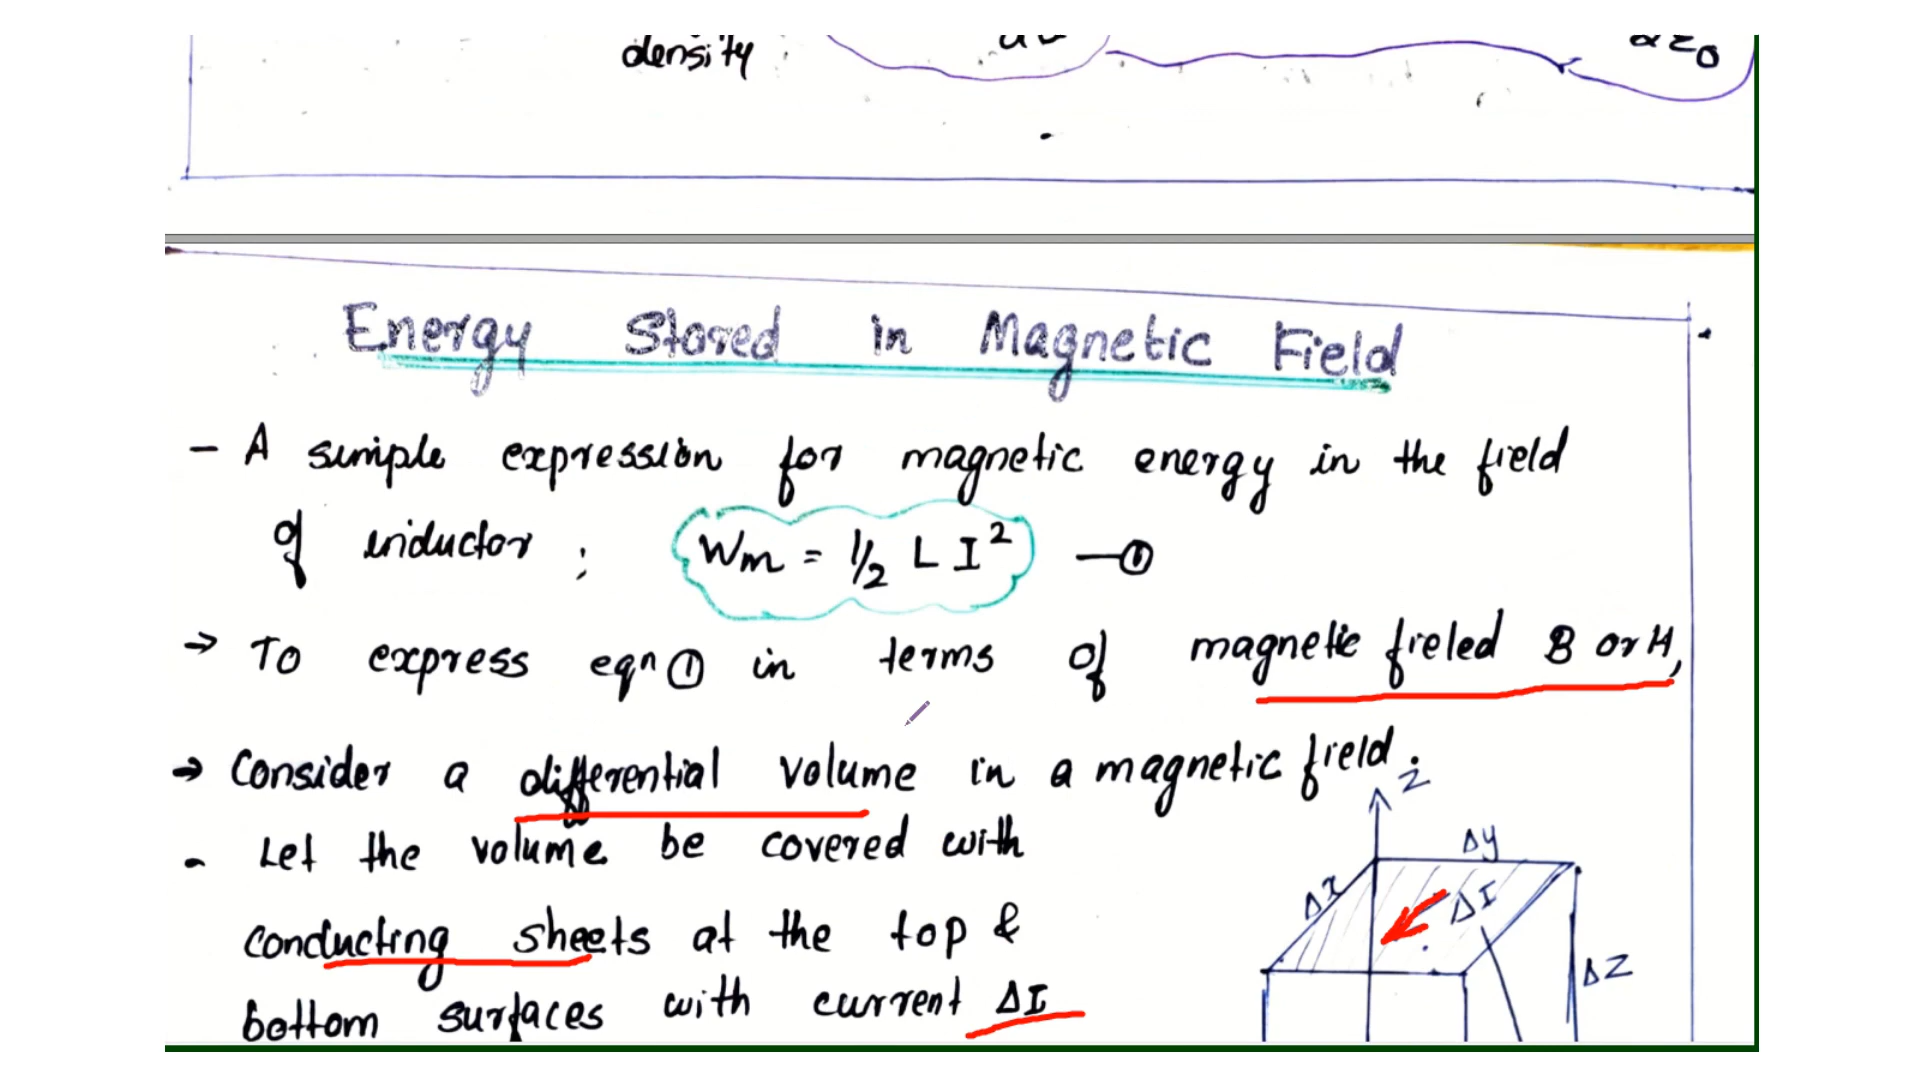 density
Energy Stored in Magnetic Field
- A simple expression for magnetic energy in the field
of inductor ; Wm = 1/2 L I² —①
→ To express eqn ① in terms of magnetic freled B or H,
→ Consider a differential volume in a magnetic field.
Z
- Let the volume be covered with
Δy
Δx
ΔI
conducting sheets at the top &
ΔZ
bottom surfaces with current ΔI